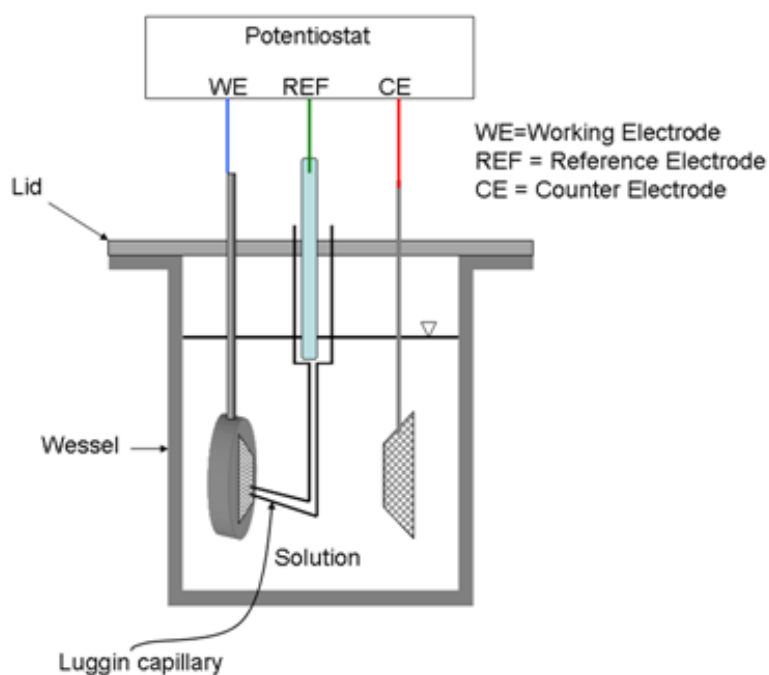 Potentiostat
WE REF CE
WE=Working Electrode
REF = Reference Electrode
CE = Counter Electrode
Lid
Wessel
Solution
Luggin capillary